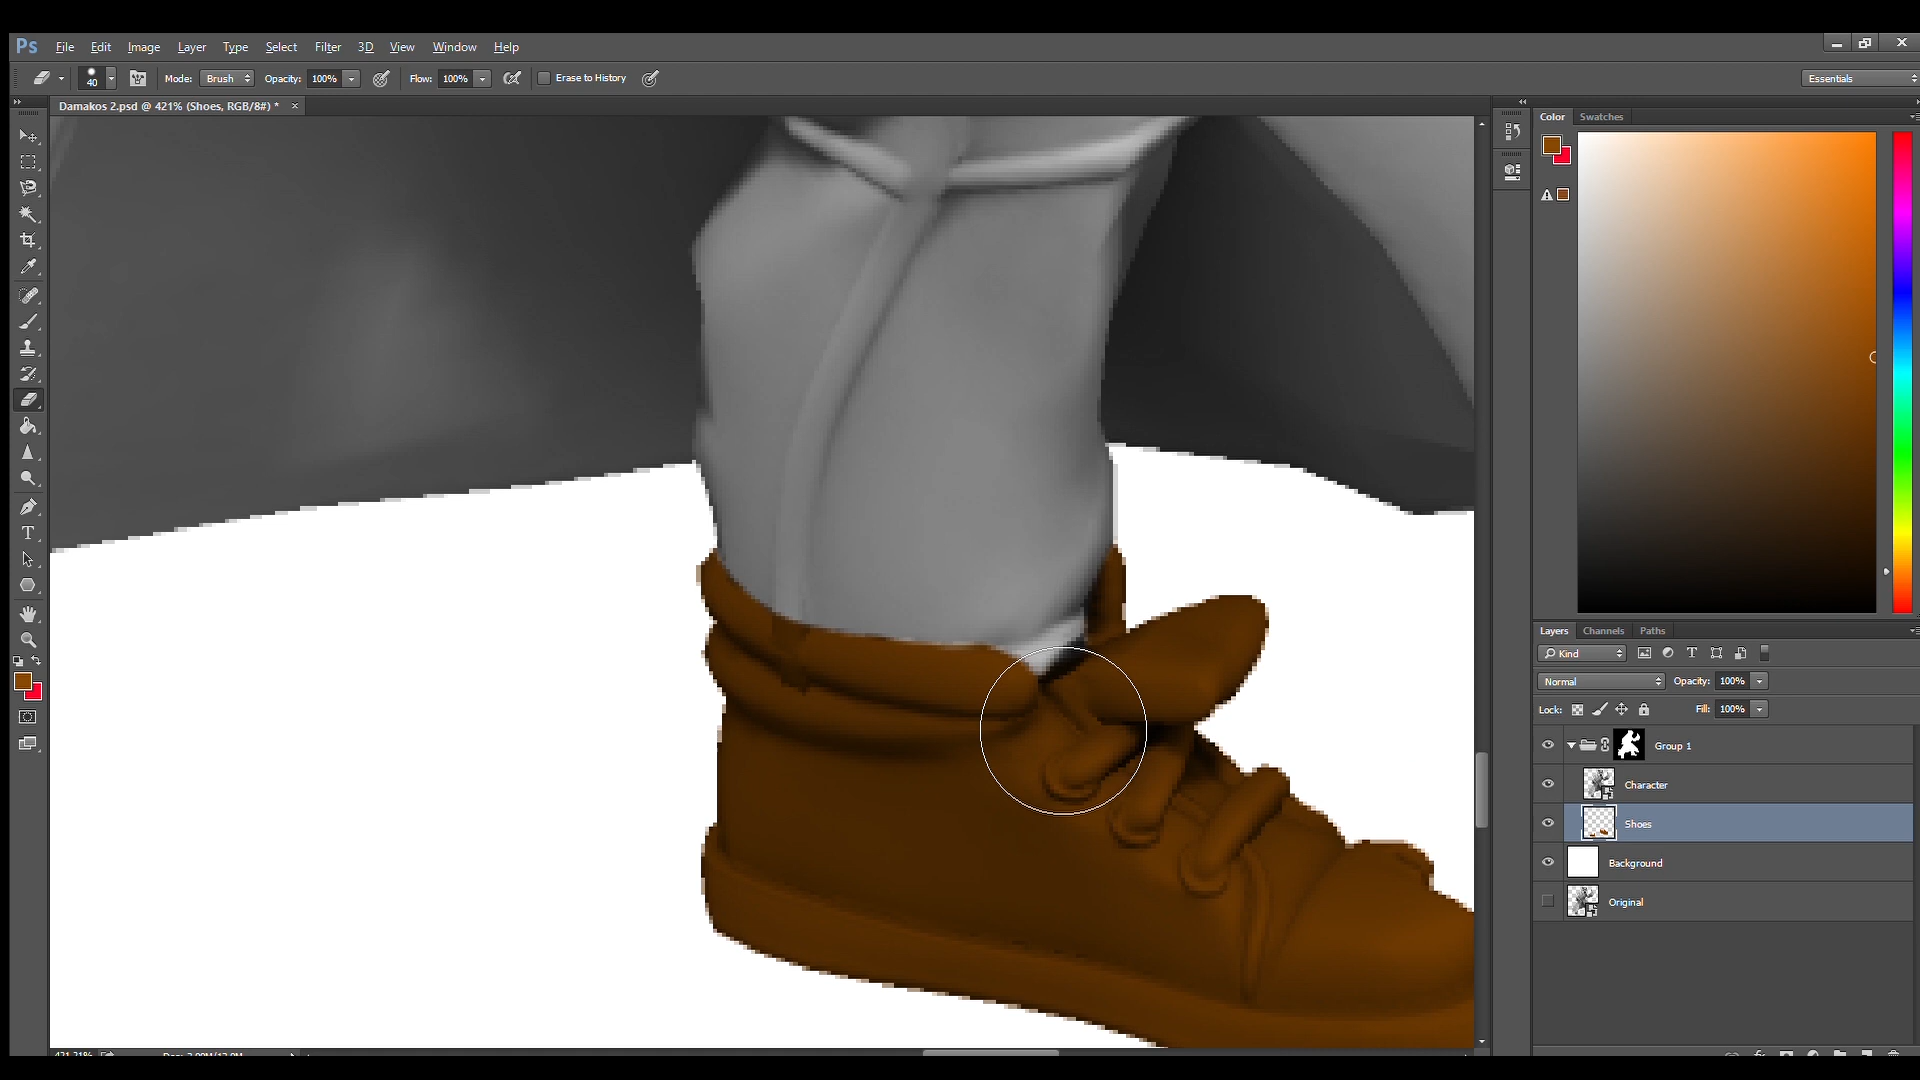 Ps File Edit Image Layer Type Select Filter 3D View Window Help
40 Mode: Brush Opacity: 100% Flow: 100% Erase to History Essentials
Damakos 2.psd @ 421% (Shoes, RGB/8#) * ×
Color Swatches
Layers Channels Paths
Kind
Normal Opacity: 100%
Lock: Fill: 100%
Group 1
Character
Shoes
Background
Original